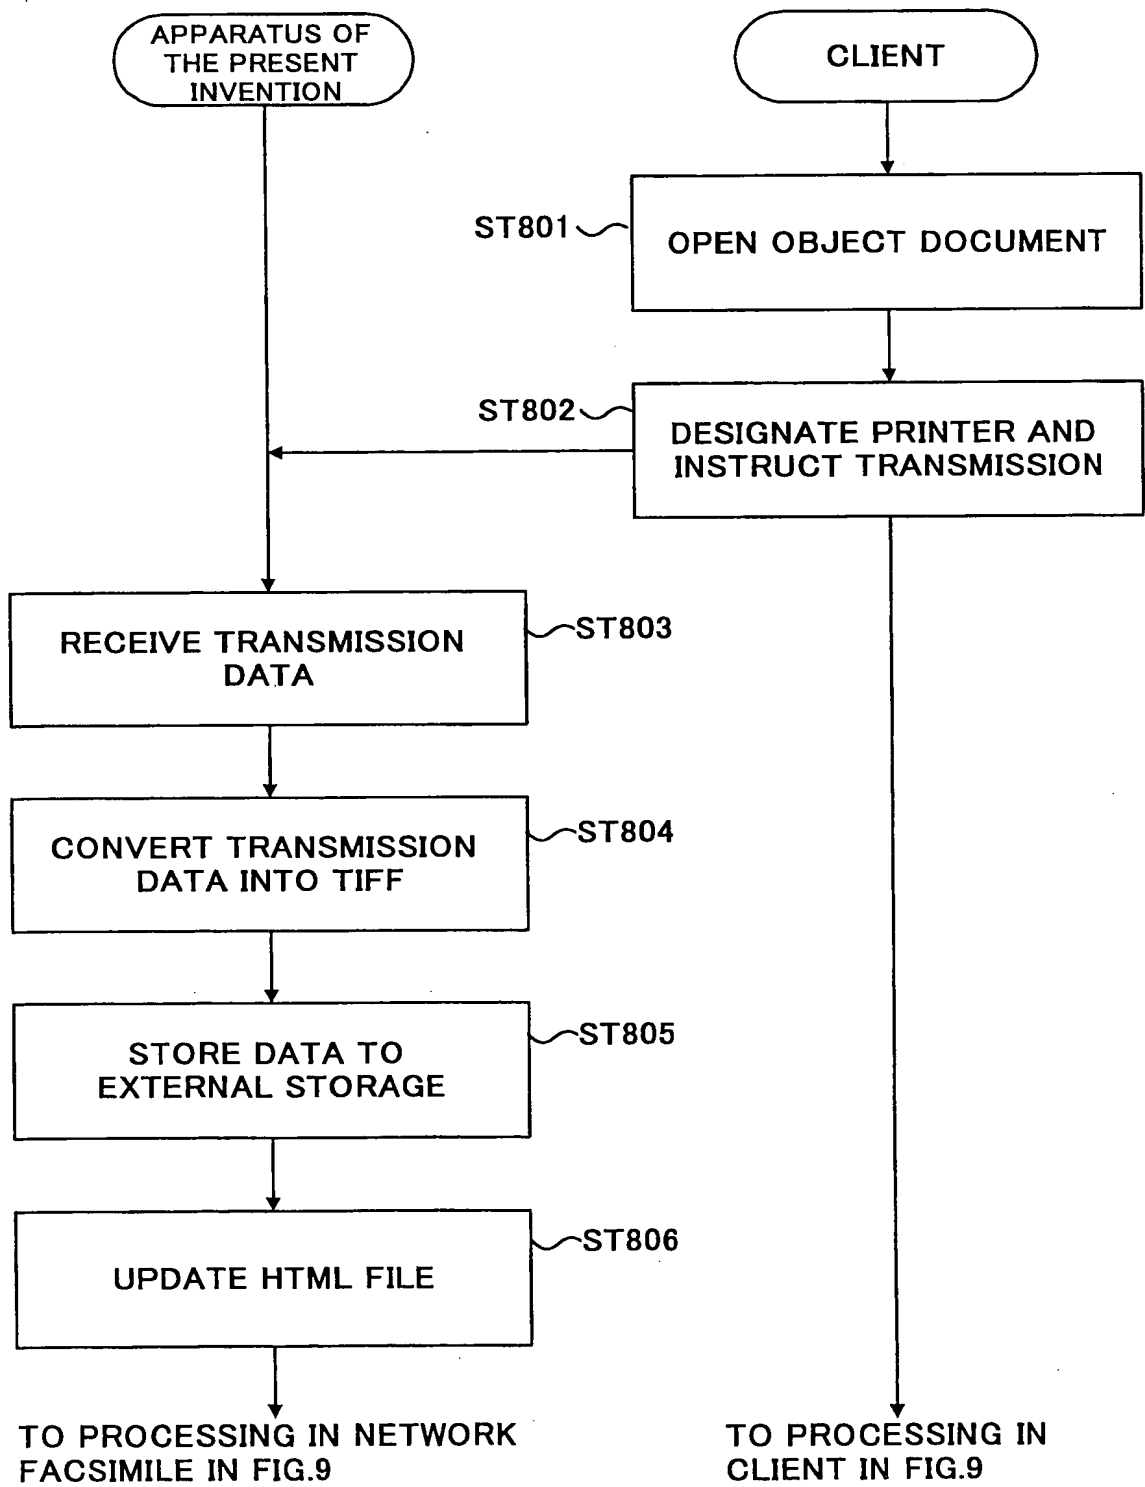 APPARATUS OF
THE PRESENT
INVENTION
CLIENT
ST801
OPEN OBJECT DOCUMENT
ST802
DESIGNATE PRINTER AND
INSTRUCT TRANSMISSION
RECEIVE TRANSMISSION
DATA
ST803
CONVERT TRANSMISSION
DATA INTO TIFF
ST804
STORE DATA TO
EXTERNAL STORAGE
ST805
UPDATE HTML FILE
ST806
TO PROCESSING IN NETWORK
FACSIMILE IN FIG.9
TO PROCESSING IN
CLIENT IN FIG.9